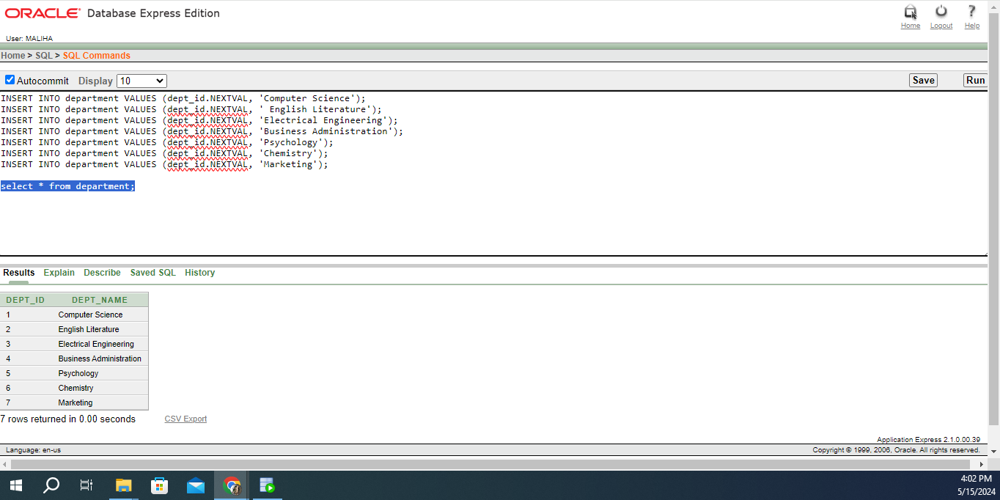 ORACLE® Database Express Edition
Home Logout Help
User: MALIHA
Home > SQL > SQL Commands
Autocommit Display 10 Save Run
INSERT INTO department VALUES (dept_id.NEXTVAL, 'Computer Science');
INSERT INTO department VALUES (dept_id.NEXTVAL, ' English Literature');
INSERT INTO department VALUES (dept_id.NEXTVAL, 'Electrical Engineering');
INSERT INTO department VALUES (dept_id.NEXTVAL, 'Business Administration');
INSERT INTO department VALUES (dept_id.NEXTVAL, 'Psychology');
INSERT INTO department VALUES (dept_id.NEXTVAL, 'Chemistry');
INSERT INTO department VALUES (dept_id.NEXTVAL, 'Marketing');
select * from department;
Results Explain Describe Saved SQL History
DEPT_ID DEPT_NAME
1 Computer Science
2 English Literature
3 Electrical Engineering
4 Business Administration
5 Psychology
6 Chemistry
7 Marketing
7 rows returned in 0.00 seconds CSV Export
Application Express 2.1.0.00.39
Language: en-us Copyright © 1999, 2006, Oracle. All rights reserved.
4:02 PM
5/15/2024